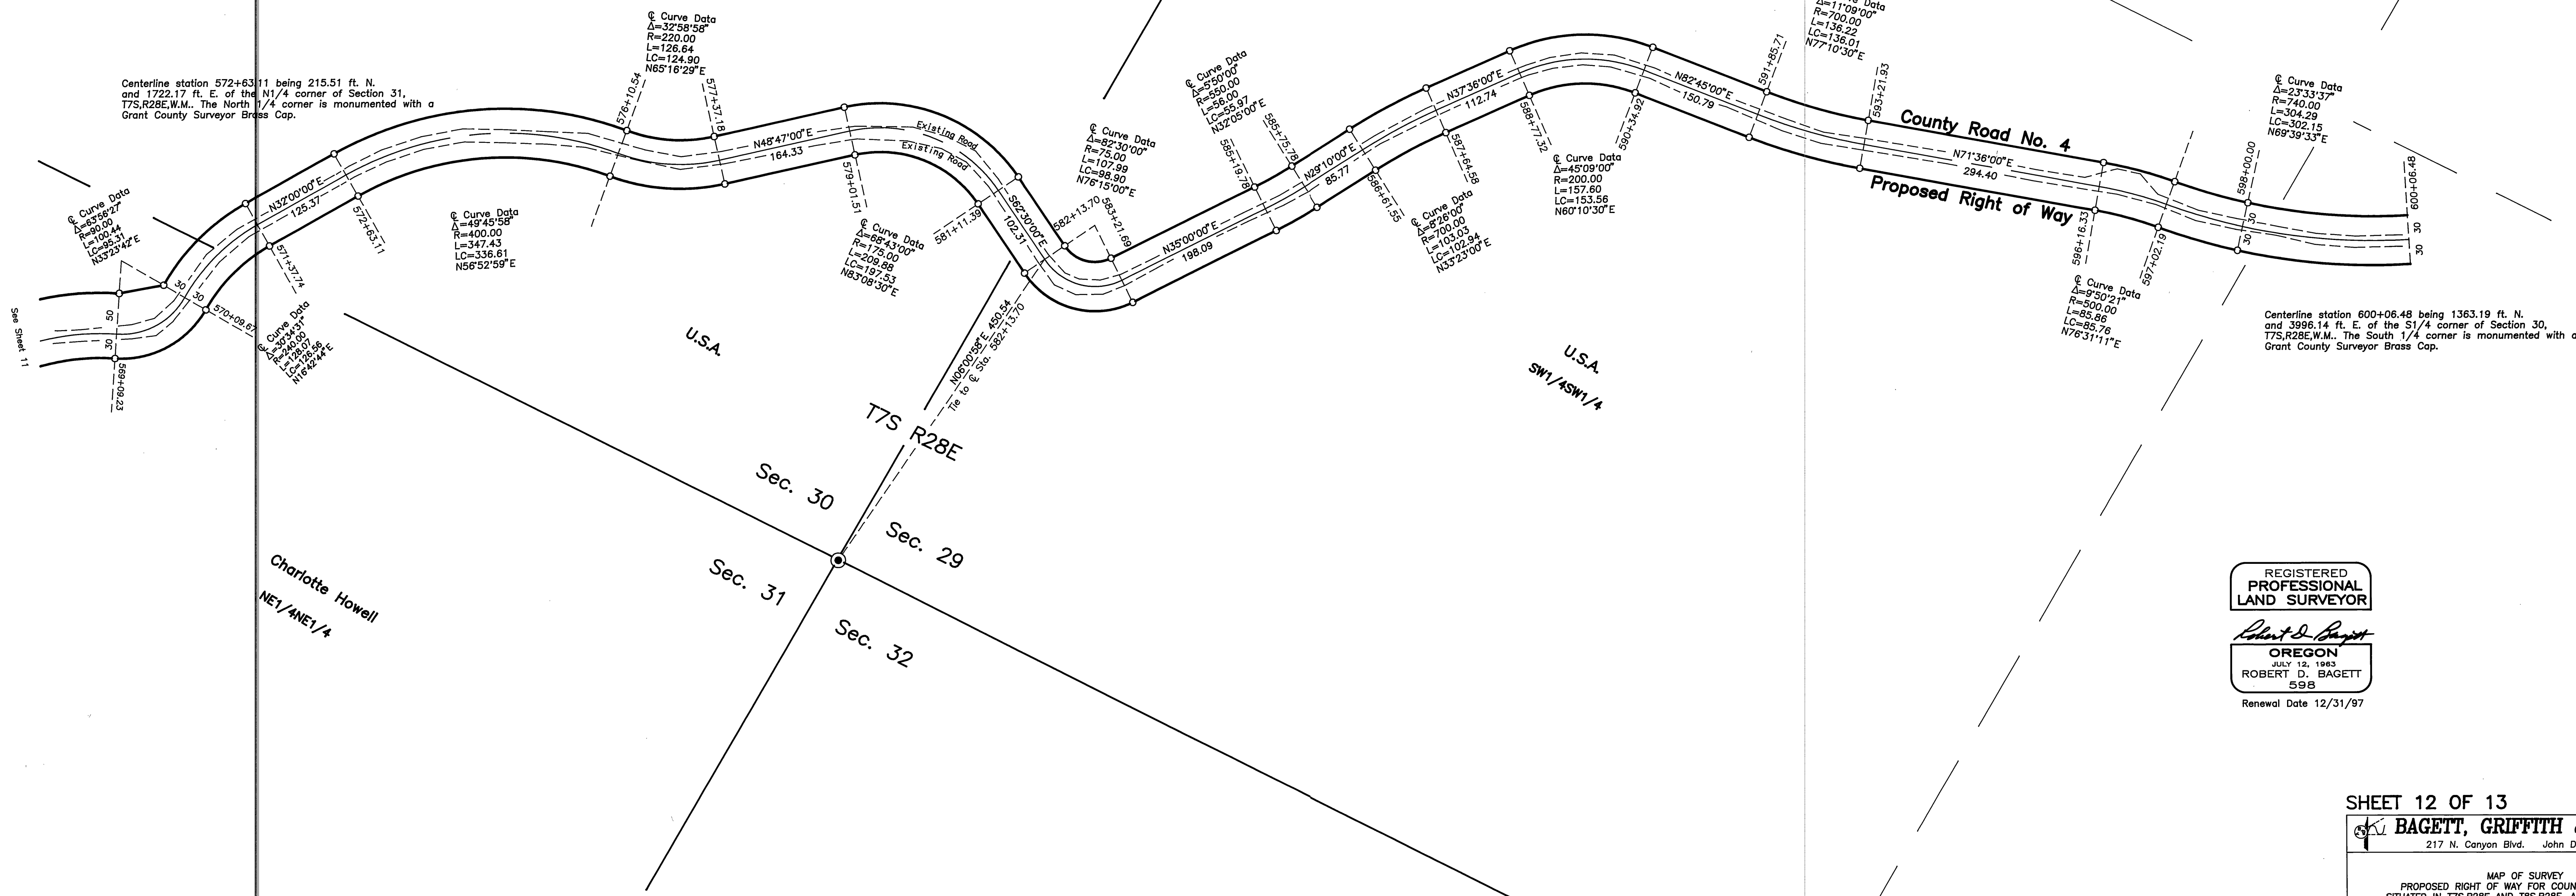 Centerline station 572+63.11 being 215.51 ft. N.
and 1722.17 ft. E. of the N1/4 corner of Section 31,
T7S,R28E,W.M.. The North 1/4 corner is monumented with a
Grant County Surveyor Brass Cap.
℄ Curve Data
Δ=63°56'27"
R=90.00
L=100.44
LC=95.31
N33°23'42"E
See Sheet 11
50
30
569+09.23
30
30
570+09.67
℄ Curve Data
Δ=30°34'31"
R=240.00
L=128.07
LC=126.56
N16°42'44"E
571+37.74
N32°00'00"E
125.37
572+63.11
℄ Curve Data
Δ=49°45'58"
R=400.00
L=347.43
LC=336.61
N56°52'59"E
576+10.54
℄ Curve Data
Δ=32°58'58"
R=220.00
L=126.64
LC=124.90
N65°16'29"E
577+37.18
N48°47'00"E
164.33
579+01.51
℄ Curve Data
Δ=68°43'00"
R=175.00
L=209.88
LC=197.53
N83°08'30"E
Existing Road
Existing Road
581+11.39
S62°30'00"E
102.31
582+13.70
℄ Curve Data
Δ=82°30'00"
R=75.00
L=107.99
LC=98.90
N76°15'00"E
583+21.69
N35°00'00"E
198.09
585+19.78
℄ Curve Data
Δ=5°50'00"
R=550.00
L=56.00
LC=55.97
N32°05'00"E
585+75.78
N29°10'00"E
85.77
586+61.55
℄ Curve Data
Δ=8°26'00"
R=700.00
L=103.03
LC=102.94
N33°23'00"E
587+64.58
N37°36'00"E
112.74
588+77.32
℄ Curve Data
Δ=45°09'00"
R=200.00
L=157.60
LC=153.56
N60°10'30"E
590+34.92
N82°45'00"E
150.79
591+85.71
Data
Δ=11°09'00"
R=700.00
L=136.22
LC=136.01
N77°10'30"E
593+21.93
County Road No. 4
N71°36'00"E
294.40
Proposed Right of Way
596+16.33
℄ Curve Data
Δ=9°50'21"
R=500.00
L=85.86
LC=85.76
N76°31'11"E
597+02.19
598+00.00
30
30
℄ Curve Data
Δ=23°33'37"
R=740.00
L=304.29
LC=302.15
N69°39'33"E
600+06.48
30
30
Centerline station 600+06.48 being 1363.19 ft. N.
and 3996.14 ft. E. of the S1/4 corner of Section 30,
T7S,R28E,W.M.. The South 1/4 corner is monumented with a
Grant County Surveyor Brass Cap.
U.S.A.
N06°00'58"E 450.54
Tie to ℄ Sta. 582+13.70
U.S.A.
SW1/4SW1/4
T7S R28E
Sec. 30
Sec. 29
Sec. 31
Sec. 32
Charlotte Howell
NE1/4NE1/4
REGISTERED
PROFESSIONAL
LAND SURVEYOR
Robert D Bagett
OREGON
JULY 12, 1963
ROBERT D. BAGETT
598
Renewal Date 12/31/97
SHEET 12 OF 13
BAGETT, GRIFFITH
217 N. Canyon Blvd. John D
MAP OF SURVEY
PROPOSED RIGHT OF WAY FOR COUN